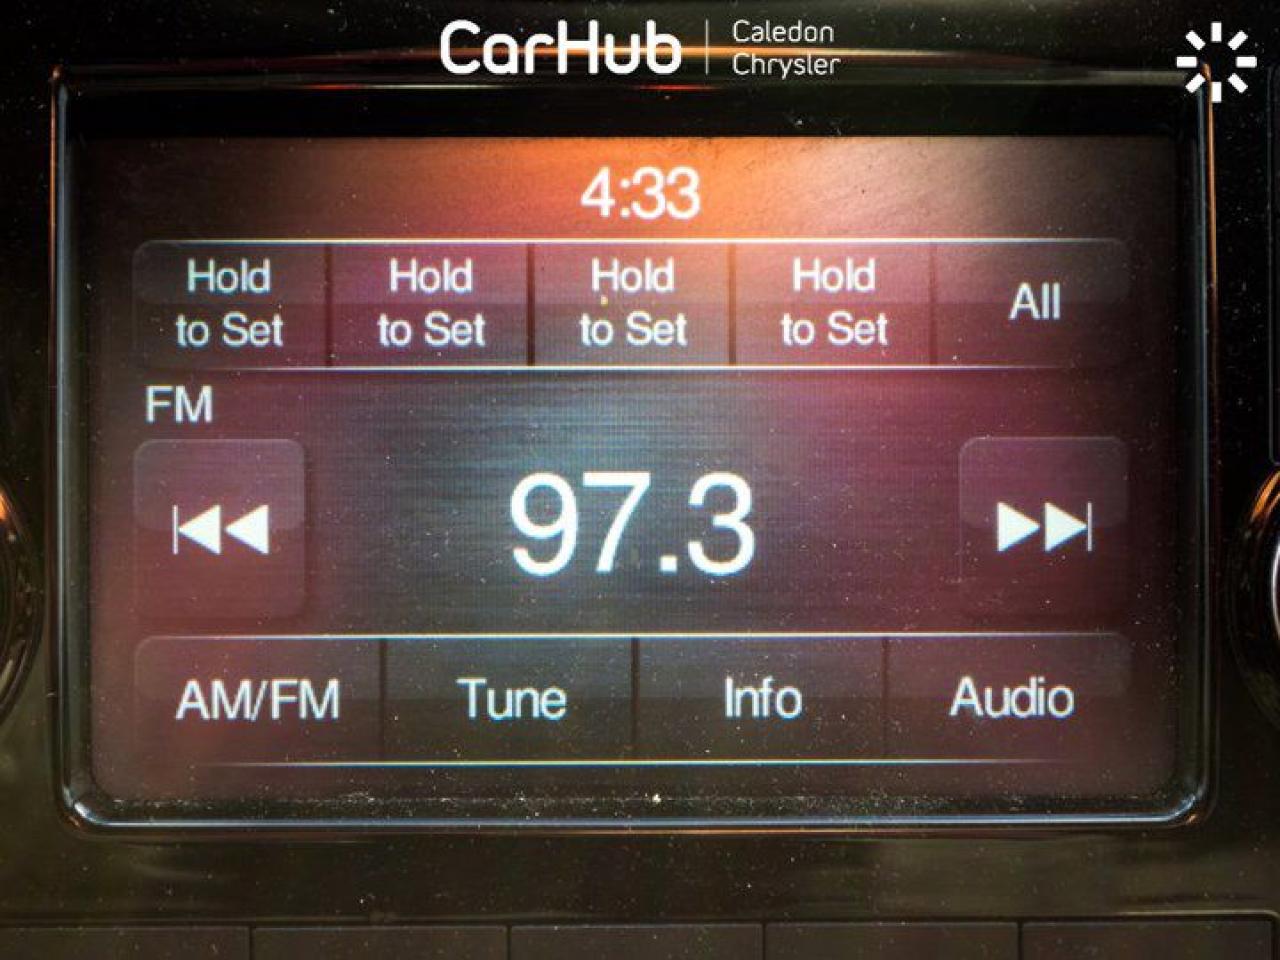 CarHub
Caledon
Chrysler
4:33
Hold
to Set
Hold
to Set
Hold
to Set
Hold
to Set
All
FM
97.3
AM/FM
Tune
Info
Audio